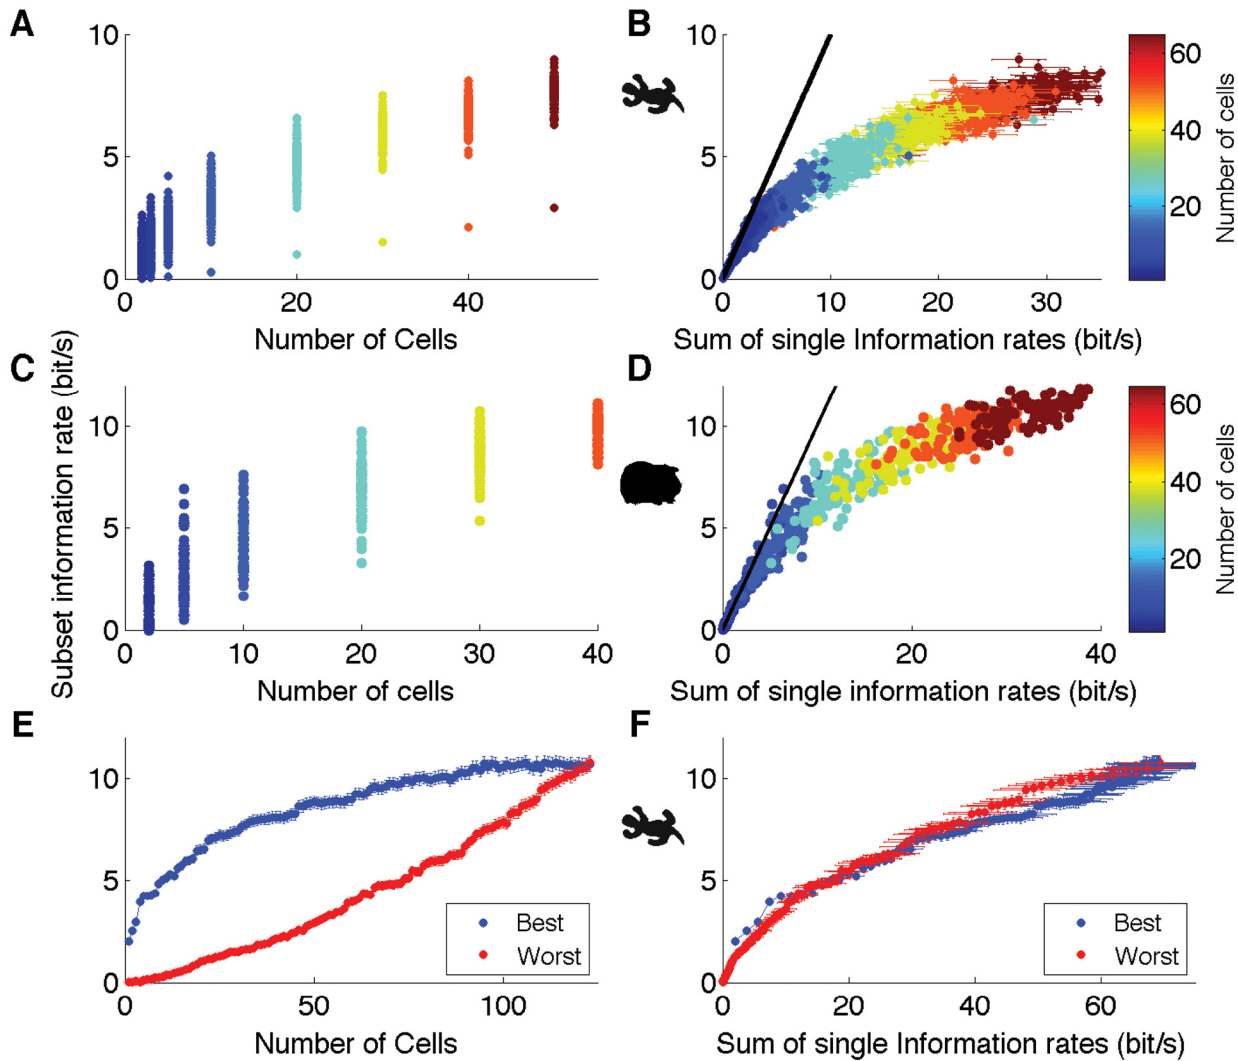 A
10
5
0
0
20
40
Number of Cells
B
10
5
0
0
10
20
30
Sum of single Information rates (bit/s)
60
40
20
Number of cells
Subset information rate (bit/s)
C
10
5
0
0
10
20
30
40
Number of cells
D
10
5
0
0
20
40
Sum of single information rates (bit/s)
60
40
20
Number of cells
E
10
5
0
0
50
100
Best
Worst
Number of Cells
F
10
5
0
0
20
40
60
Best
Worst
Sum of single Information rates (bit/s)